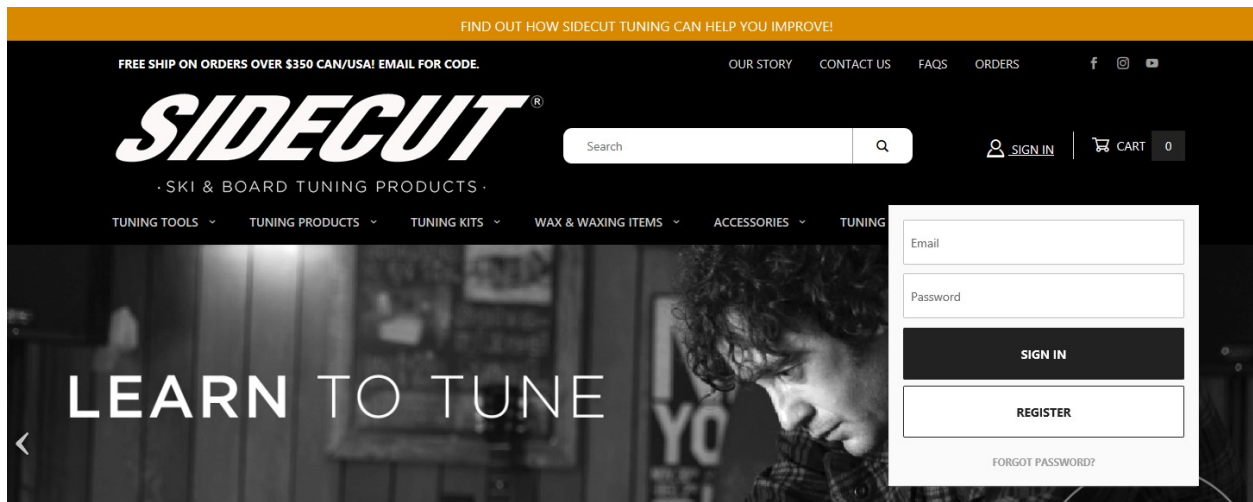 FIND OUT HOW SIDECUT TUNING CAN HELP YOU IMPROVE!
FREE SHIP ON ORDERS OVER $350 CAN/USA! EMAIL FOR CODE.
OUR STORY CONTACT US FAQS ORDERS
SIDECUT®
· SKI & BOARD TUNING PRODUCTS ·
Search
SIGN IN
CART 0
TUNING TOOLS TUNING PRODUCTS TUNING KITS WAX & WAXING ITEMS ACCESSORIES TUNING
Email
Password
SIGN IN
REGISTER
FORGOT PASSWORD?
LEARN TO TUNE
YO